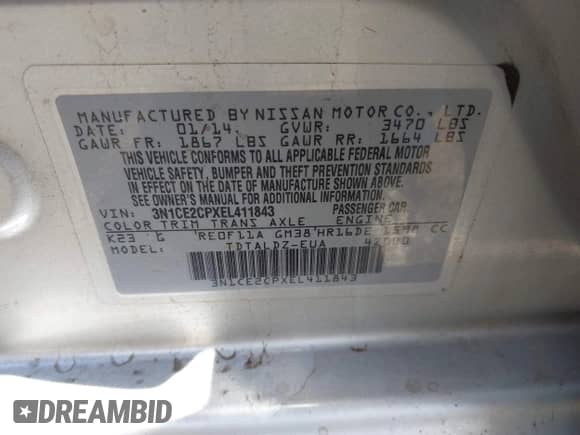 MANUFACTURED BY NISSAN MOTOR CO., LTD.
DATE: 01/14 GVWR: 3470 LBS
GAWR FR: 1867 LBS GAWR RR: 1664 LBS
THIS VEHICLE CONFORMS TO ALL APPLICABLE FEDERAL MOTOR
VEHICLE SAFETY, BUMPER AND THEFT PREVENTION STANDARDS
IN EFFECT ON THE DATE OF MANUFACTURE SHOWN ABOVE.
SEE OWNER'S MANUAL FOR ADDITIONAL INFORMATION.
VIN: 3N1CE2CPXEL411843 PASSENGER CAR
COLOR TRIM TRANS AXLE ENGINE
K23 G RE0F11A GM38 HR16DE 1598 CC
MODEL: TDTALDZ-EUA 42000
3N1CE2CPXEL411843
DREAMBID